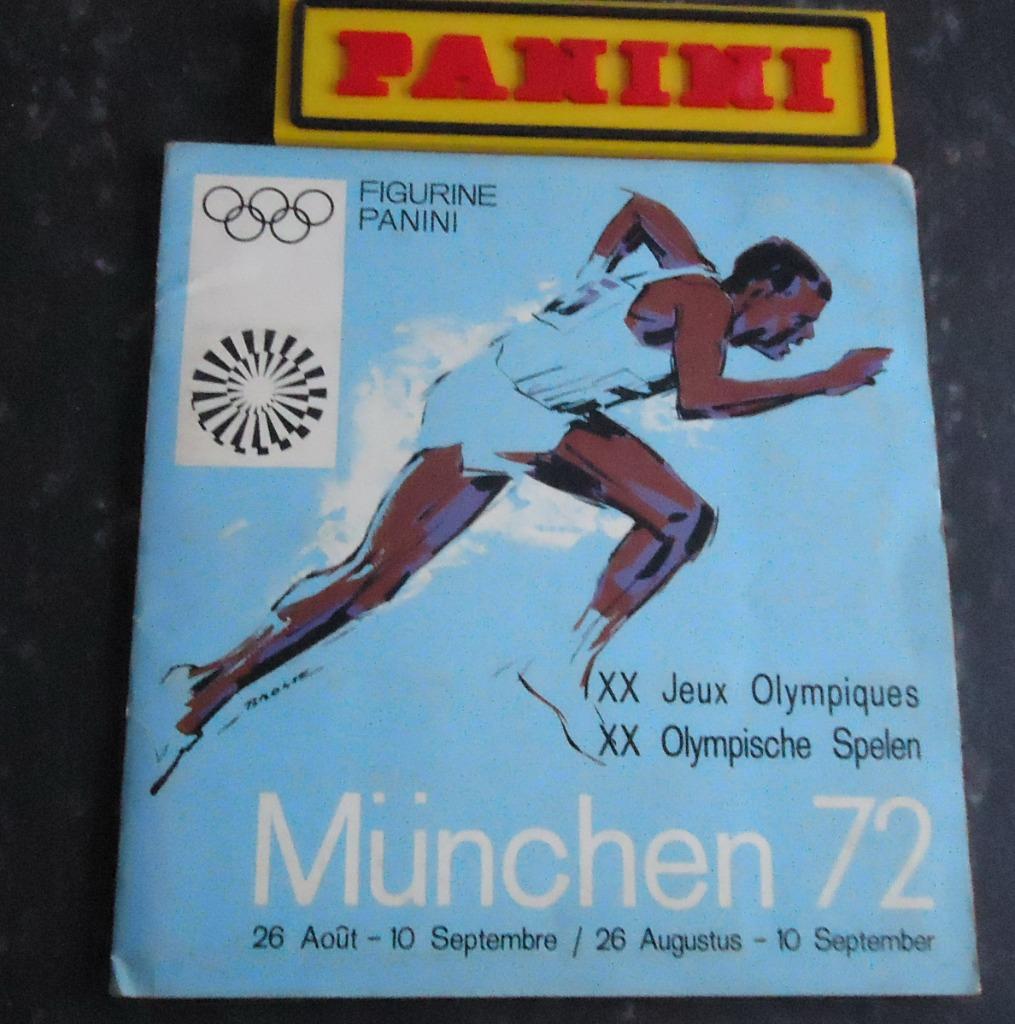 PANINI
FIGURINE
PANINI
XX Jeux Olympiques
XX Olympische Spelen
München 72
26 Août - 10 Septembre / 26 Augustus - 10 September